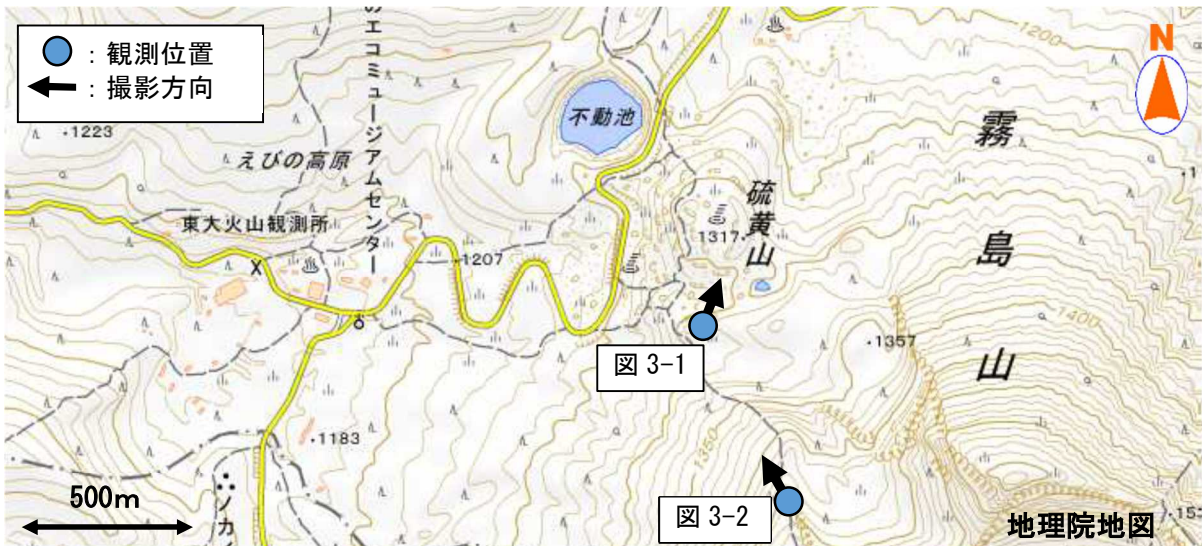 ：観測位置
：撮影方向
のエコミュージアムセンター
N
1200
不動池
霧島山
・1223
えびの高原
硫黄山
東大火山観測所
1317・
・1207
1400
・1357
図 3-1
1350
・1183
500m
図 3-2
地理院地図